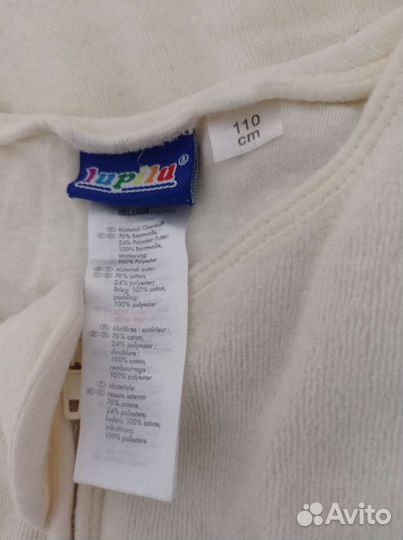 lupilu®
110
cm
Material: Oberstoff:
76% Baumwolle,
24% Polyester; Futter:
100% Baumwolle,
Wattierung:
100% Polyester
Material: outer:
76% cotton,
24% polyester;
lining: 100% cotton,
padding:
100% polyester
Matières : extérieur :
76% coton,
24% polyester ;
doublure :
100% coton,
rembourrage :
100% polyester
Materiale:
tessuto esterno:
76% cotone,
24% poliestere;
fodera: 100% cotone,
imbottitura:
100% poliestere
Avito